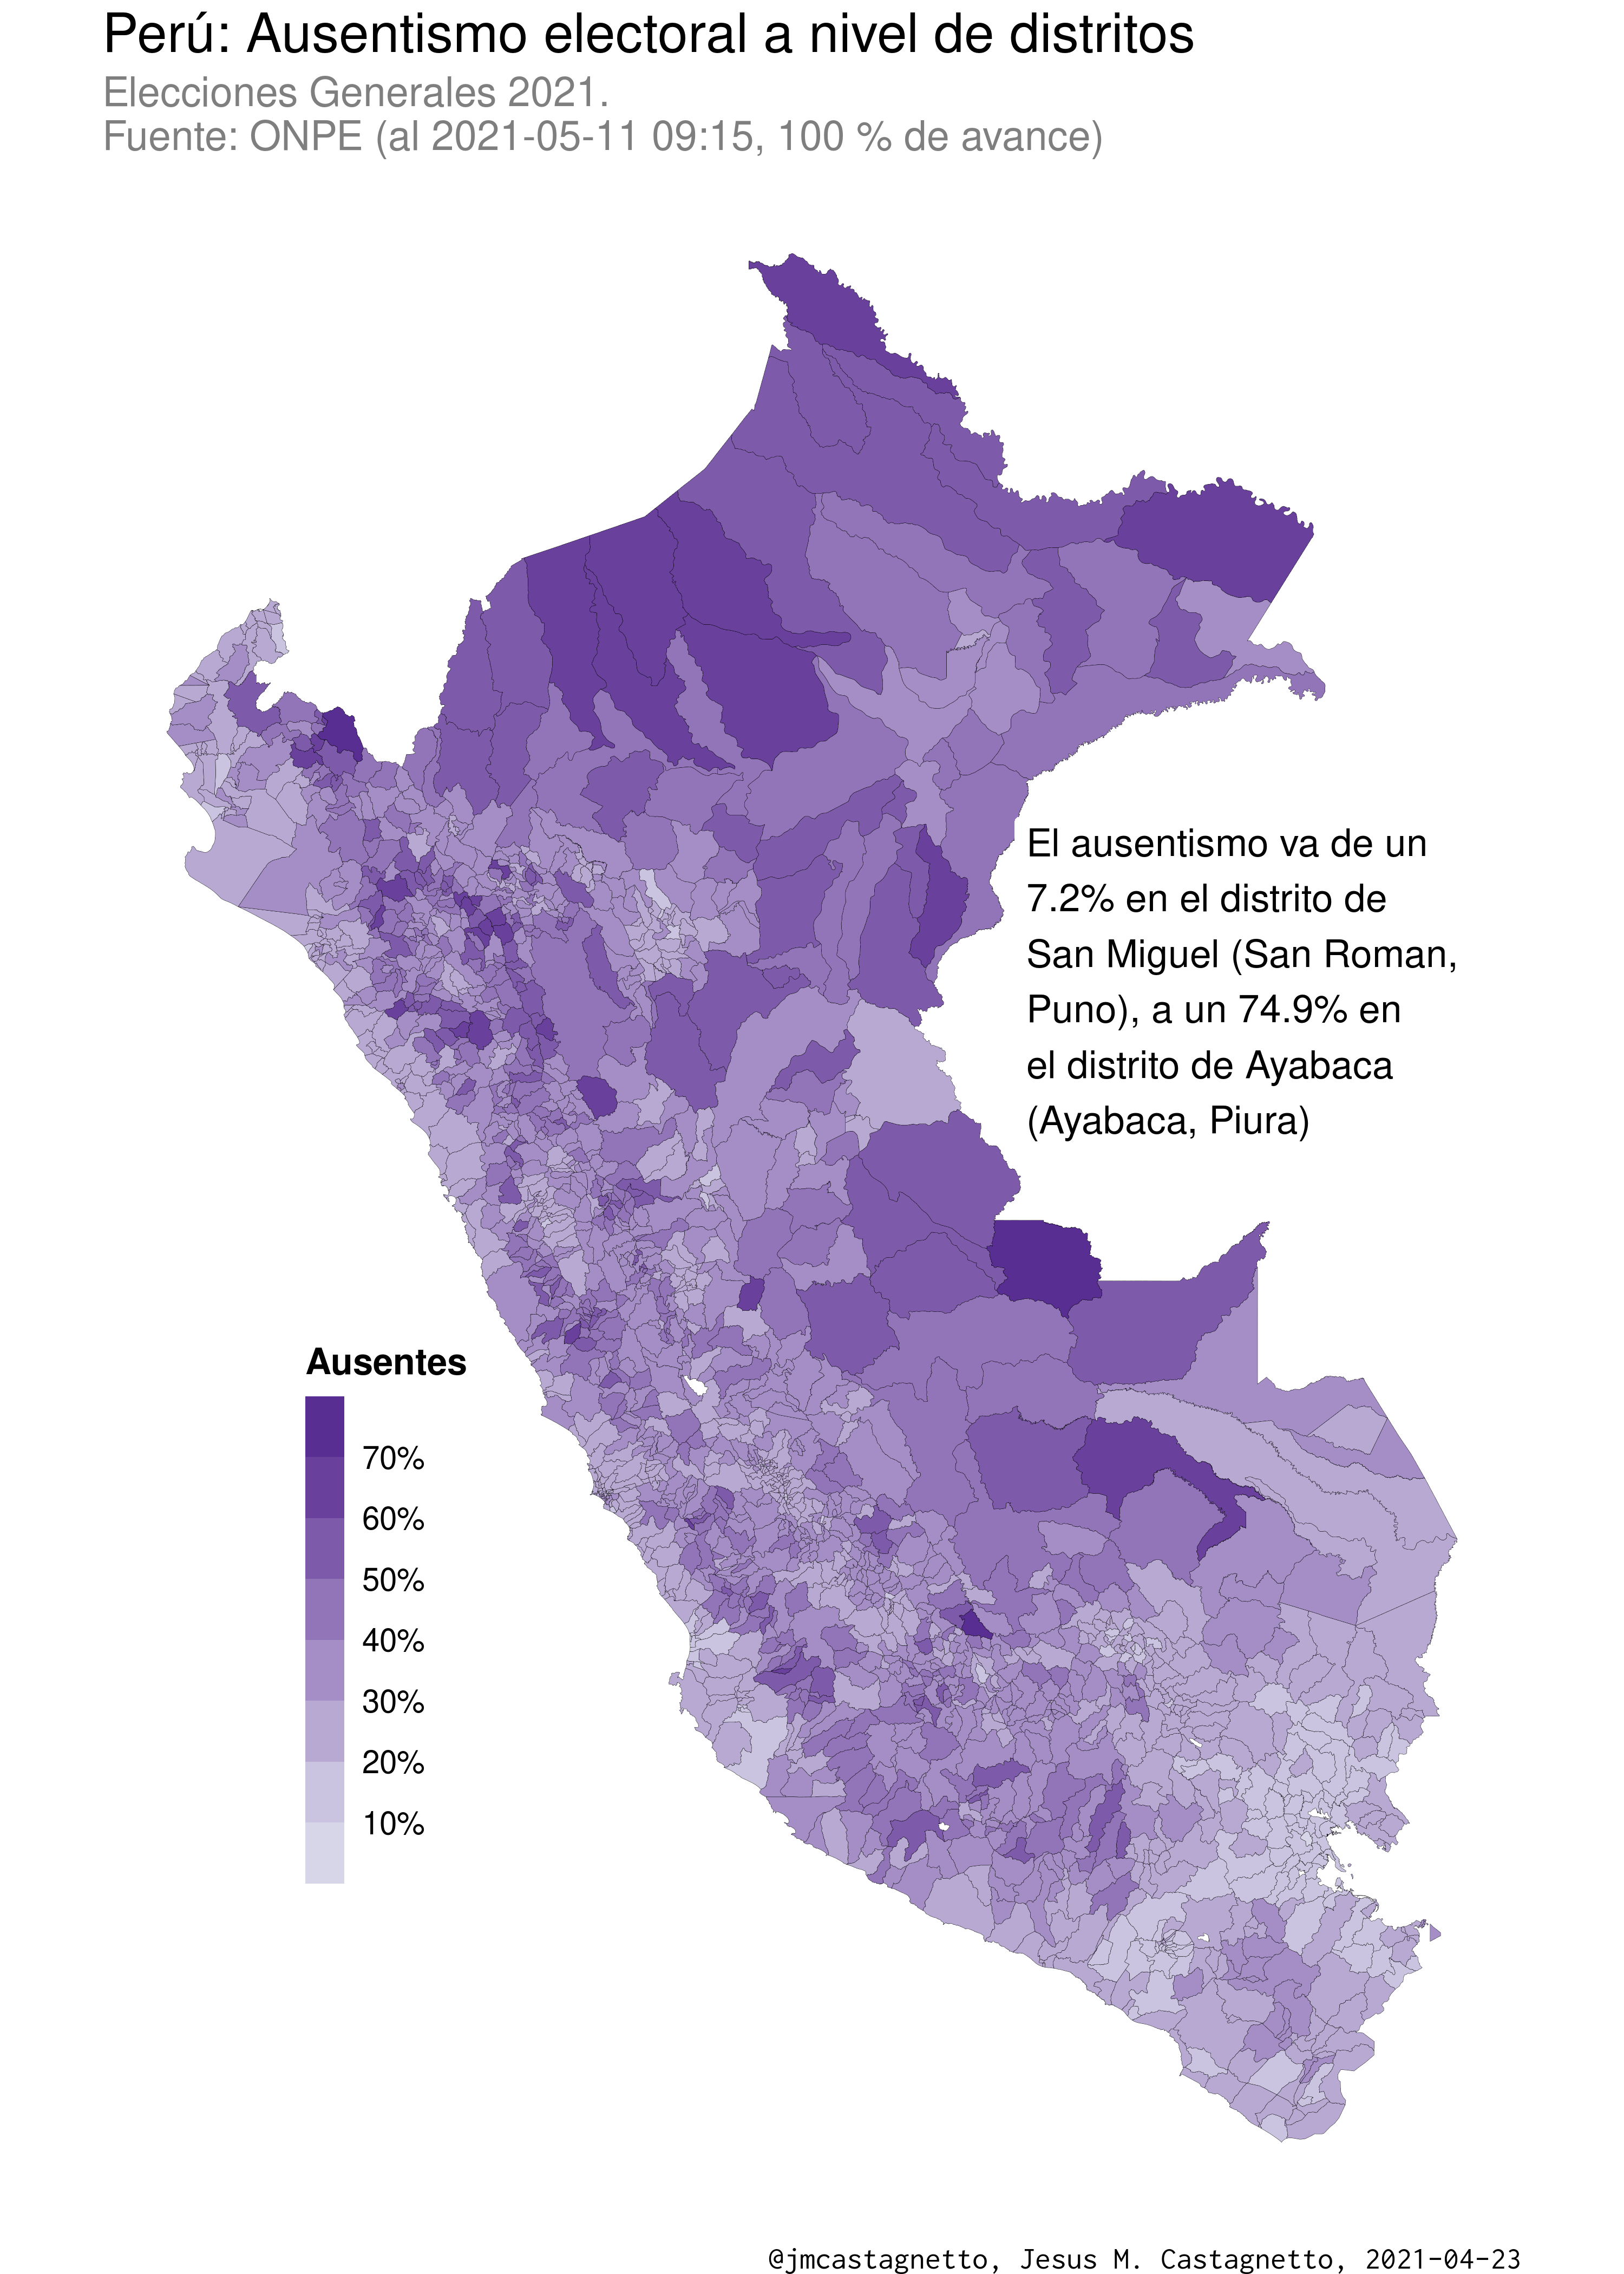 Perú: Ausentismo electoral a nivel de distritos
Elecciones Generales 2021.
Fuente: ONPE (al 2021-05-11 09:15, 100 % de avance)
El ausentismo va de un
7.2% en el distrito de
San Miguel (San Roman,
Puno), a un 74.9% en
el distrito de Ayabaca
(Ayabaca, Piura)
Ausentes
70%
60%
50%
40%
30%
20%
10%
@jmcastagnetto, Jesus M. Castagnetto, 2021-04-23